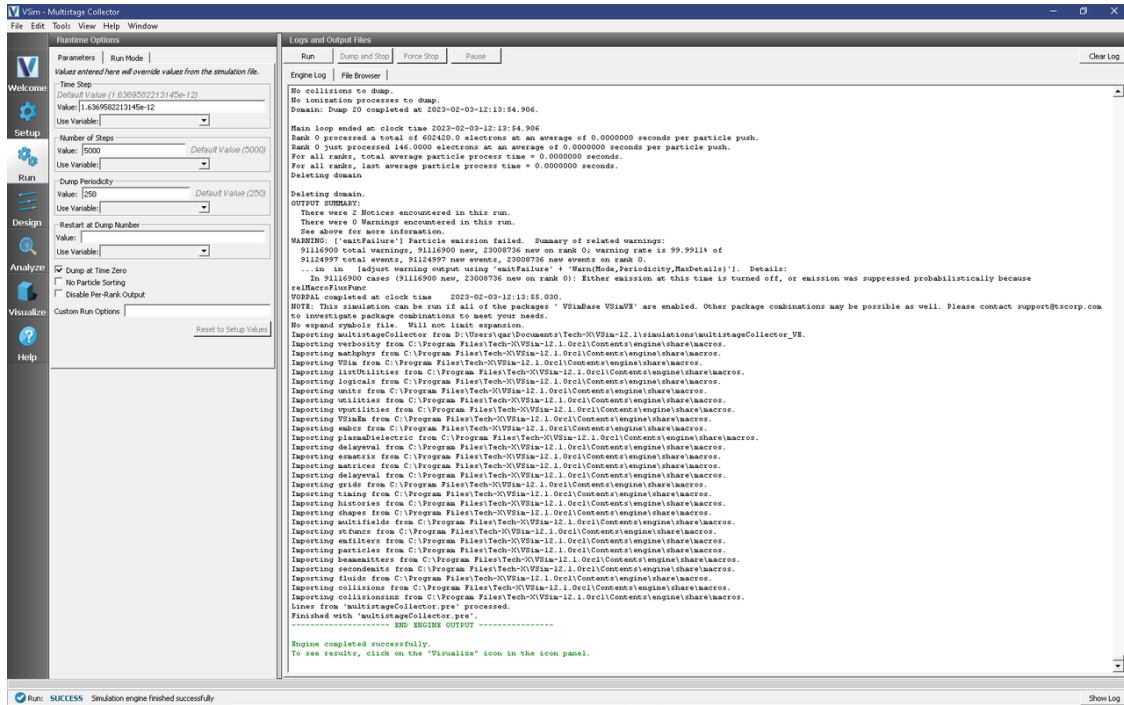 VSim - Multistage Collector
File Edit Tools View Help Window
Runtime Options
Parameters Run Mode
Values entered here will override values from the simulation file.
Time Step
Default Value (1.6369582213145e-12)
Value: 1.6369582213145e-12
Use Variable:
Number of Steps
Value: 5000 Default Value (5000)
Use Variable:
Dump Periodicity
Value: 250 Default Value (250)
Use Variable:
Restart at Dump Number
Value:
Use Variable:
Dump at Time Zero
No Particle Sorting
Disable Per-Rank Output
Custom Run Options
Reset to Setup Values
Welcome
Setup
Run
Design
Analyze
Visualize
Help
Logs and Output Files
Run Dump and Stop Force Stop Pause Clear Log
Engine Log File Browser
No collisions to dump.
No ionization processes to dump.
Domain: Dump 20 completed at 2023-02-03-12:13:54.906.
Main loop ended at clock time 2023-02-03-12:13:54.906
Rank 0 processed a total of 602420.0 electrons at an average of 0.0000000 seconds per particle push.
Rank 0 just processed 146.0000 electrons at an average of 0.0000000 seconds per particle push.
For all ranks, total average particle process time = 0.0000000 seconds.
For all ranks, last average particle process time = 0.0000000 seconds.
Deleting domain
Deleting domain.
OUTPUT SUMMARY:
There were 2 Notices encountered in this run.
There were 0 Warnings encountered in this run.
See above for more information.
WARNING: ['emitFailure'] Particle emission failed. Summary of related warnings:
91116900 total warnings, 91116900 new, 23008736 new on rank 0; warning rate is 99.9911% of
91124997 total events, 91124997 new events, 23008736 new events on rank 0.
...in in [adjust warning output using 'emitFailure' + 'Warn{Mode,Periodicity,MaxDetails}']. Details:
In 91116900 cases (91116900 new, 23008736 new on rank 0): Either emission at this time is turned off, or emission was suppressed probabilistically because
relMacroFluxFunc
VORPAL completed at clock time 2023-02-03-12:13:55.030.
NOTE: This simulation can be run if all of the packages ' VSimBase VSimVE' are enabled. Other package combinations may be possible as well. Please contact support@txcorp.com
to investigate package combinations to meet your needs.
No expand symbols file. Will not limit expansion.
Importing multistageCollector from D:\Users\qar\Documents\Tech-X\VSim-12.1\simulations\multistageCollector_VE.
Importing verbosity from C:\Program Files\Tech-X\VSim-12.1.0rc1\Contents\engine\share\macros.
Importing mathphys from C:\Program Files\Tech-X\VSim-12.1.0rc1\Contents\engine\share\macros.
Importing VSim from C:\Program Files\Tech-X\VSim-12.1.0rc1\Contents\engine\share\macros.
Importing listUtilities from C:\Program Files\Tech-X\VSim-12.1.0rc1\Contents\engine\share\macros.
Importing logicals from C:\Program Files\Tech-X\VSim-12.1.0rc1\Contents\engine\share\macros.
Importing units from C:\Program Files\Tech-X\VSim-12.1.0rc1\Contents\engine\share\macros.
Importing utilities from C:\Program Files\Tech-X\VSim-12.1.0rc1\Contents\engine\share\macros.
Importing vputilities from C:\Program Files\Tech-X\VSim-12.1.0rc1\Contents\engine\share\macros.
Importing VSimEm from C:\Program Files\Tech-X\VSim-12.1.0rc1\Contents\engine\share\macros.
Importing embcs from C:\Program Files\Tech-X\VSim-12.1.0rc1\Contents\engine\share\macros.
Importing plasmaDielectric from C:\Program Files\Tech-X\VSim-12.1.0rc1\Contents\engine\share\macros.
Importing delayeval from C:\Program Files\Tech-X\VSim-12.1.0rc1\Contents\engine\share\macros.
Importing esmatrix from C:\Program Files\Tech-X\VSim-12.1.0rc1\Contents\engine\share\macros.
Importing matrices from C:\Program Files\Tech-X\VSim-12.1.0rc1\Contents\engine\share\macros.
Importing delayeval from C:\Program Files\Tech-X\VSim-12.1.0rc1\Contents\engine\share\macros.
Importing grids from C:\Program Files\Tech-X\VSim-12.1.0rc1\Contents\engine\share\macros.
Importing timing from C:\Program Files\Tech-X\VSim-12.1.0rc1\Contents\engine\share\macros.
Importing histories from C:\Program Files\Tech-X\VSim-12.1.0rc1\Contents\engine\share\macros.
Importing shapes from C:\Program Files\Tech-X\VSim-12.1.0rc1\Contents\engine\share\macros.
Importing multifields from C:\Program Files\Tech-X\VSim-12.1.0rc1\Contents\engine\share\macros.
Importing stfuncs from C:\Program Files\Tech-X\VSim-12.1.0rc1\Contents\engine\share\macros.
Importing emfilters from C:\Program Files\Tech-X\VSim-12.1.0rc1\Contents\engine\share\macros.
Importing particles from C:\Program Files\Tech-X\VSim-12.1.0rc1\Contents\engine\share\macros.
Importing beamemitters from C:\Program Files\Tech-X\VSim-12.1.0rc1\Contents\engine\share\macros.
Importing secondemits from C:\Program Files\Tech-X\VSim-12.1.0rc1\Contents\engine\share\macros.
Importing fluids from C:\Program Files\Tech-X\VSim-12.1.0rc1\Contents\engine\share\macros.
Importing collisions from C:\Program Files\Tech-X\VSim-12.1.0rc1\Contents\engine\share\macros.
Importing collisionsinz from C:\Program Files\Tech-X\VSim-12.1.0rc1\Contents\engine\share\macros.
Lines from 'multistageCollector.pre' processed.
Finished with 'multistageCollector.pre'.
-------------------- END ENGINE OUTPUT ----------------
Engine completed successfully.
To see results, click on the "Visualize" icon in the icon panel.
Run: SUCCESS Simulation engine finished successfully Show Log